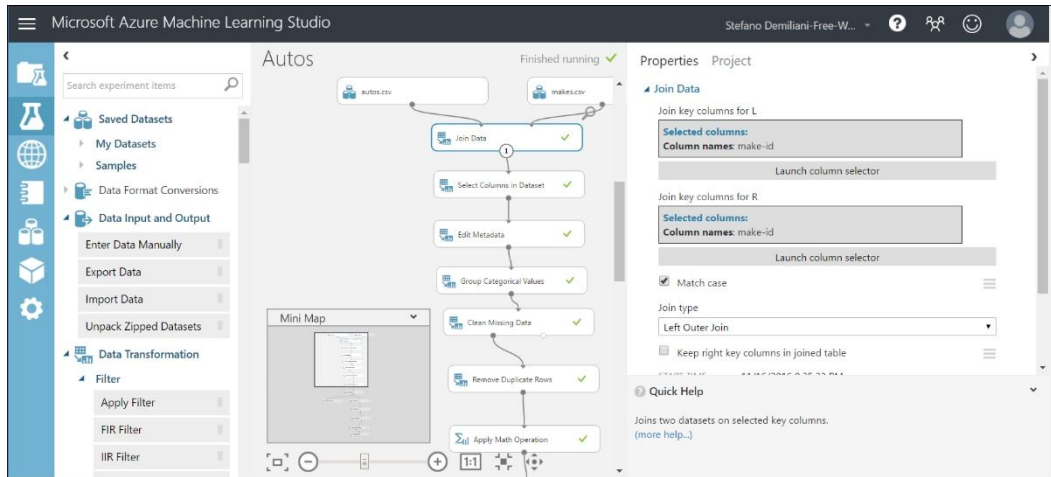 Microsoft Azure Machine Learning Studio
Stefano Demiliani-Free-W...
Search experiment items
Saved Datasets
My Datasets
Samples
Data Format Conversions
Data Input and Output
Enter Data Manually
Export Data
Import Data
Unpack Zipped Datasets
Data Transformation
Filter
Apply Filter
FIR Filter
IIR Filter
Autos
Finished running
autos.csv
makes.csv
Join Data
1
Select Columns in Dataset
Edit Metadata
Group Categorical Values
Clean Missing Data
Remove Duplicate Rows
Apply Math Operation
Mini Map
1:1
Properties Project
Join Data
Join key columns for L
Selected columns:
Column names: make-id
Launch column selector
Join key columns for R
Selected columns:
Column names: make-id
Launch column selector
Match case
Join type
Left Outer Join
Keep right key columns in joined table
Quick Help
Joins two datasets on selected key columns.
(more help...)